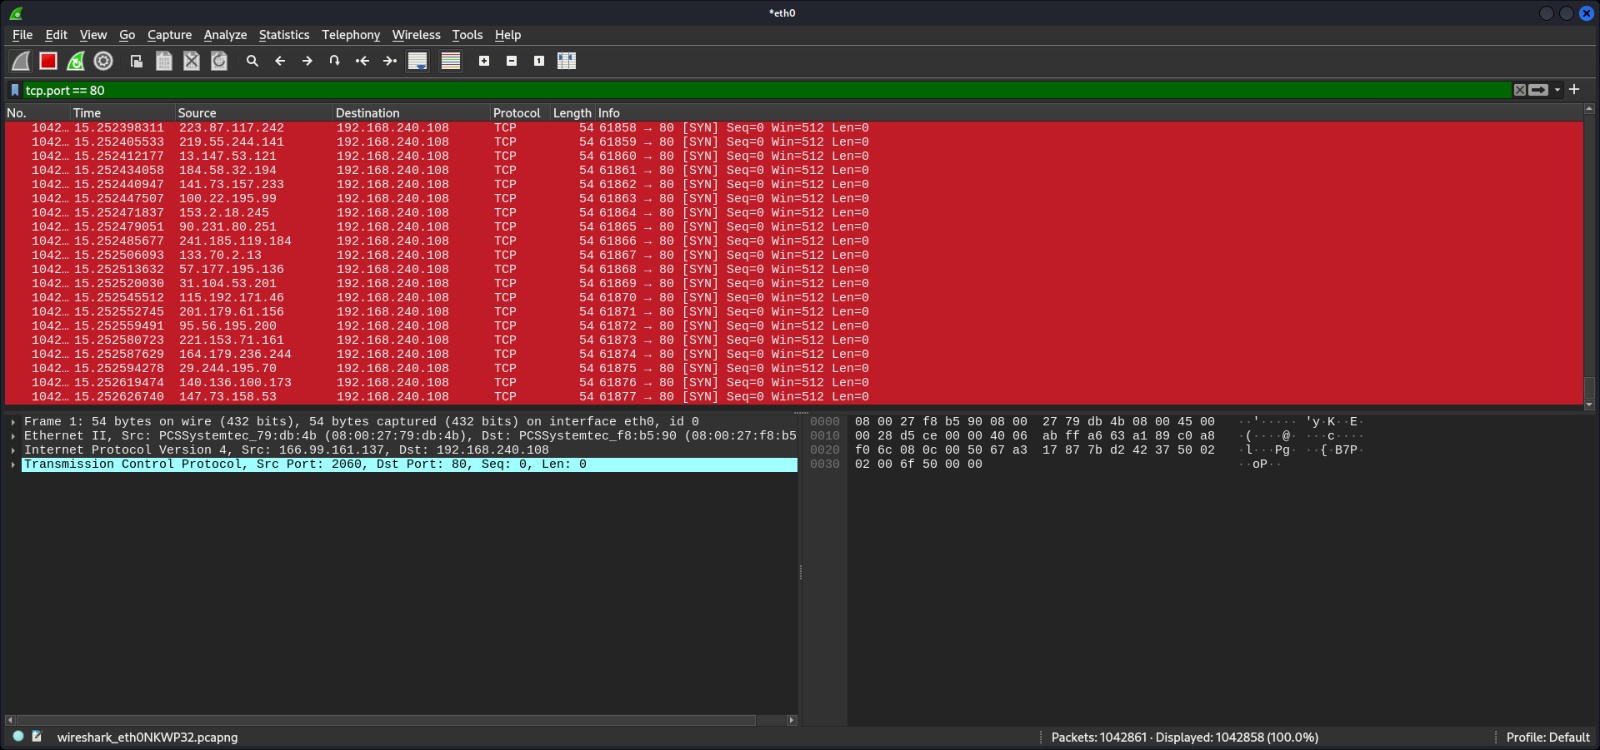 *eth0
File Edit View Go Capture Analyze Statistics Telephony Wireless Tools Help
tcp.port == 80
No. Time Source Destination Protocol Length Info
1042… 15.252398311 223.87.117.242 192.168.240.108 TCP 54 61858 → 80 [SYN] Seq=0 Win=512 Len=0
1042… 15.252405533 219.55.244.141 192.168.240.108 TCP 54 61859 → 80 [SYN] Seq=0 Win=512 Len=0
1042… 15.252412177 13.147.53.121 192.168.240.108 TCP 54 61860 → 80 [SYN] Seq=0 Win=512 Len=0
1042… 15.252434058 184.58.32.194 192.168.240.108 TCP 54 61861 → 80 [SYN] Seq=0 Win=512 Len=0
1042… 15.252440947 141.73.157.233 192.168.240.108 TCP 54 61862 → 80 [SYN] Seq=0 Win=512 Len=0
1042… 15.252447507 100.22.195.99 192.168.240.108 TCP 54 61863 → 80 [SYN] Seq=0 Win=512 Len=0
1042… 15.252471837 153.2.18.245 192.168.240.108 TCP 54 61864 → 80 [SYN] Seq=0 Win=512 Len=0
1042… 15.252479051 90.231.80.251 192.168.240.108 TCP 54 61865 → 80 [SYN] Seq=0 Win=512 Len=0
1042… 15.252485677 241.185.119.184 192.168.240.108 TCP 54 61866 → 80 [SYN] Seq=0 Win=512 Len=0
1042… 15.252506093 133.70.2.13 192.168.240.108 TCP 54 61867 → 80 [SYN] Seq=0 Win=512 Len=0
1042… 15.252513632 57.177.195.136 192.168.240.108 TCP 54 61868 → 80 [SYN] Seq=0 Win=512 Len=0
1042… 15.252520030 31.104.53.201 192.168.240.108 TCP 54 61869 → 80 [SYN] Seq=0 Win=512 Len=0
1042… 15.252545512 115.192.171.46 192.168.240.108 TCP 54 61870 → 80 [SYN] Seq=0 Win=512 Len=0
1042… 15.252552745 201.179.61.156 192.168.240.108 TCP 54 61871 → 80 [SYN] Seq=0 Win=512 Len=0
1042… 15.252559491 95.56.195.200 192.168.240.108 TCP 54 61872 → 80 [SYN] Seq=0 Win=512 Len=0
1042… 15.252580723 221.153.71.161 192.168.240.108 TCP 54 61873 → 80 [SYN] Seq=0 Win=512 Len=0
1042… 15.252587629 164.179.236.244 192.168.240.108 TCP 54 61874 → 80 [SYN] Seq=0 Win=512 Len=0
1042… 15.252594278 29.244.195.70 192.168.240.108 TCP 54 61875 → 80 [SYN] Seq=0 Win=512 Len=0
1042… 15.252619474 140.136.100.173 192.168.240.108 TCP 54 61876 → 80 [SYN] Seq=0 Win=512 Len=0
1042… 15.252626740 147.73.158.53 192.168.240.108 TCP 54 61877 → 80 [SYN] Seq=0 Win=512 Len=0
Frame 1: 54 bytes on wire (432 bits), 54 bytes captured (432 bits) on interface eth0, id 0
Ethernet II, Src: PCSSystemtec_79:db:4b (08:00:27:79:db:4b), Dst: PCSSystemtec_f8:b5:90 (08:00:27:f8:b5
Internet Protocol Version 4, Src: 166.99.161.137, Dst: 192.168.240.108
Transmission Control Protocol, Src Port: 2060, Dst Port: 80, Seq: 0, Len: 0
0000 08 00 27 f8 b5 90 08 00 27 79 db 4b 08 00 45 00 ··'····· 'y·K··E·
0010 00 28 d5 ce 00 00 40 06 ab ff a6 63 a1 89 c0 a8 ·(····@· ···c····
0020 f0 6c 08 0c 00 50 67 a3 17 87 7b d2 42 37 50 02 ·l···Pg· ··{·B7P·
0030 02 00 6f 50 00 00 ··oP··
wireshark_eth0NKWP32.pcapng
Packets: 1042861 · Displayed: 1042858 (100.0%)
Profile: Default